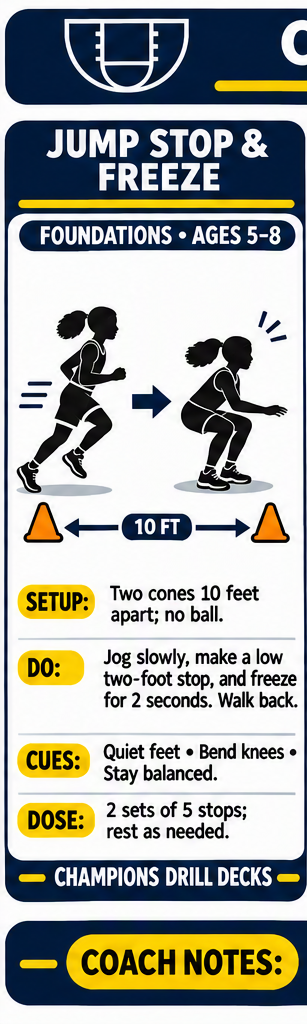 JUMP STOP &
FREEZE
FOUNDATIONS • AGES 5–8
10 FT
SETUP: Two cones 10 feet
apart; no ball.
DO: Jog slowly, make a low
two-foot stop, and freeze
for 2 seconds. Walk back.
CUES: Quiet feet • Bend knees •
Stay balanced.
DOSE: 2 sets of 5 stops;
rest as needed.
CHAMPIONS DRILL DECKS
COACH NOTES: